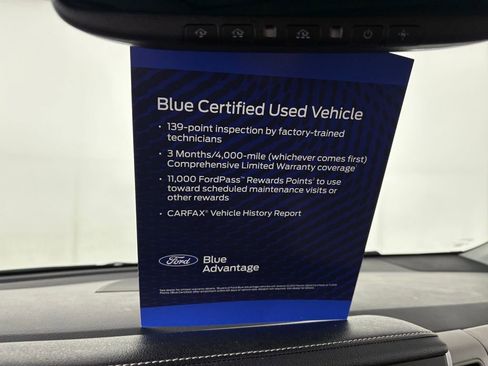 Blue Certified Used Vehicle
• 139-point inspection by factory-trained
technicians
• 3 Months/4,000-mile (whichever comes first)
Comprehensive Limited Warranty coverage
• 11,000 FordPass™ Rewards Points to use
toward scheduled maintenance visits or
other rewards
• CARFAX® Vehicle History Report
Ford
Blue
Advantage